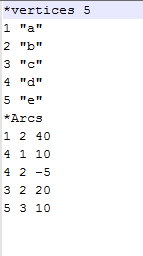 *vertices 5
1 "a"
2 "b"
3 "c"
4 "d"
5 "e"
*Arcs
1 2 40
4 1 10
4 2 -5
3 2 20
5 3 10